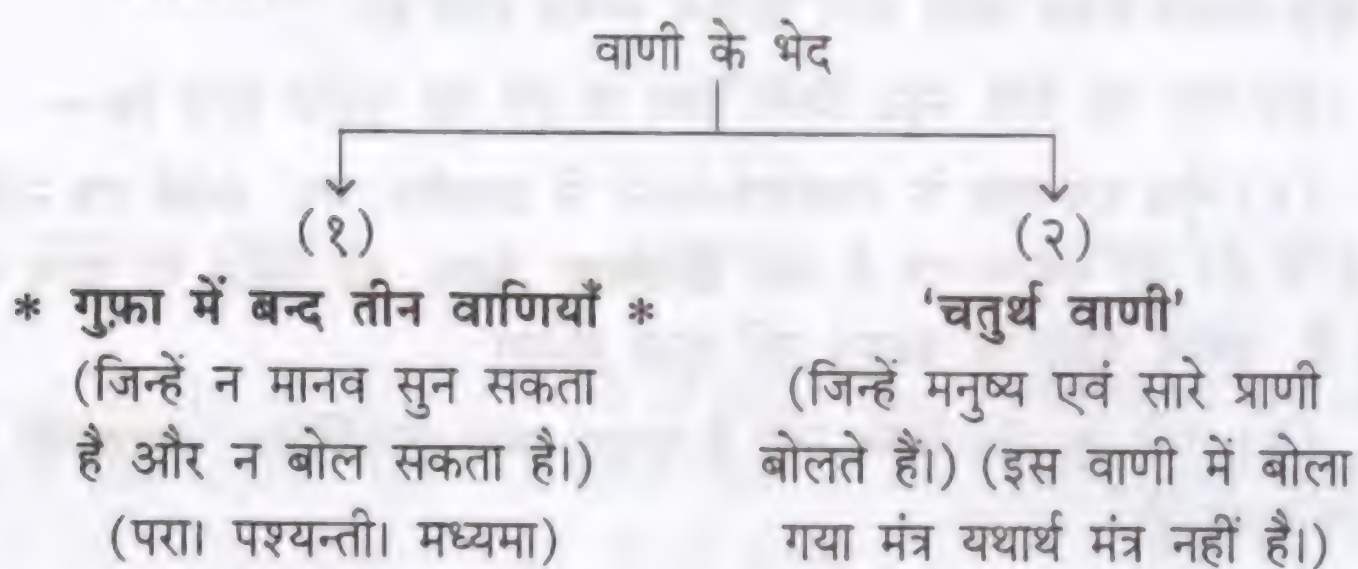 वाणी के भेद
(१)
* गुफ़ा में बन्द तीन वाणियाँ *
(जिन्हें न मानव सुन सकता
है और न बोल सकता है।)
(परा। पश्यन्ती। मध्यमा)
(२)
‘चतुर्थ वाणी’
(जिन्हें मनुष्य एवं सारे प्राणी
बोलते हैं।) (इस वाणी में बोला
गया मंत्र यथार्थ मंत्र नहीं है।)